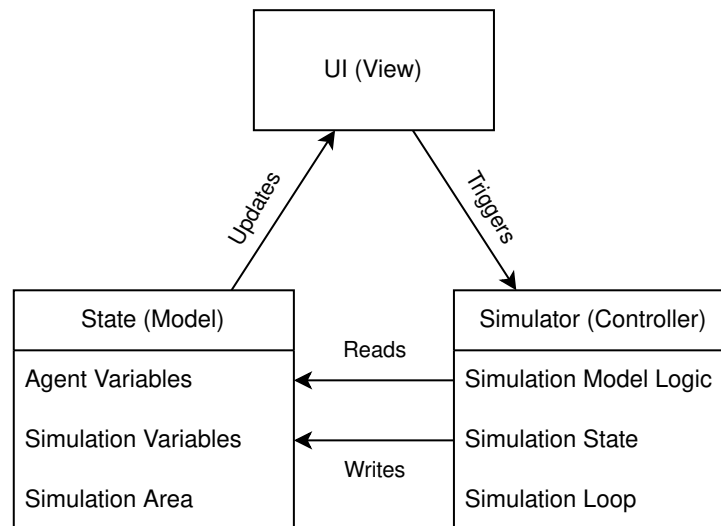 UI (View)
Updates
Triggers
State (Model)
Agent Variables
Simulation Variables
Simulation Area
Reads
Writes
Simulator (Controller)
Simulation Model Logic
Simulation State
Simulation Loop